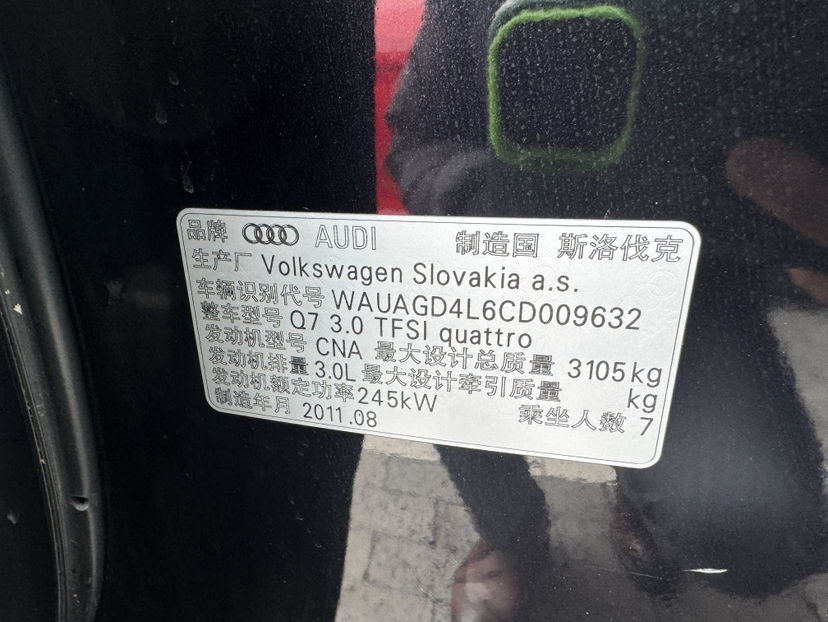 品牌 AUDI 制造国 斯洛伐克
生产厂 Volkswagen Slovakia a.s.
车辆识别代号 WAUAGD4L6CD009632
整车型号 Q7 3.0 TFSI quattro
发动机型号 CNA 最大设计总质量 3105kg
发动机排量 3.0L 最大设计牵引质量 kg
发动机额定功率 245kW 乘坐人数 7
制造年月 2011.08